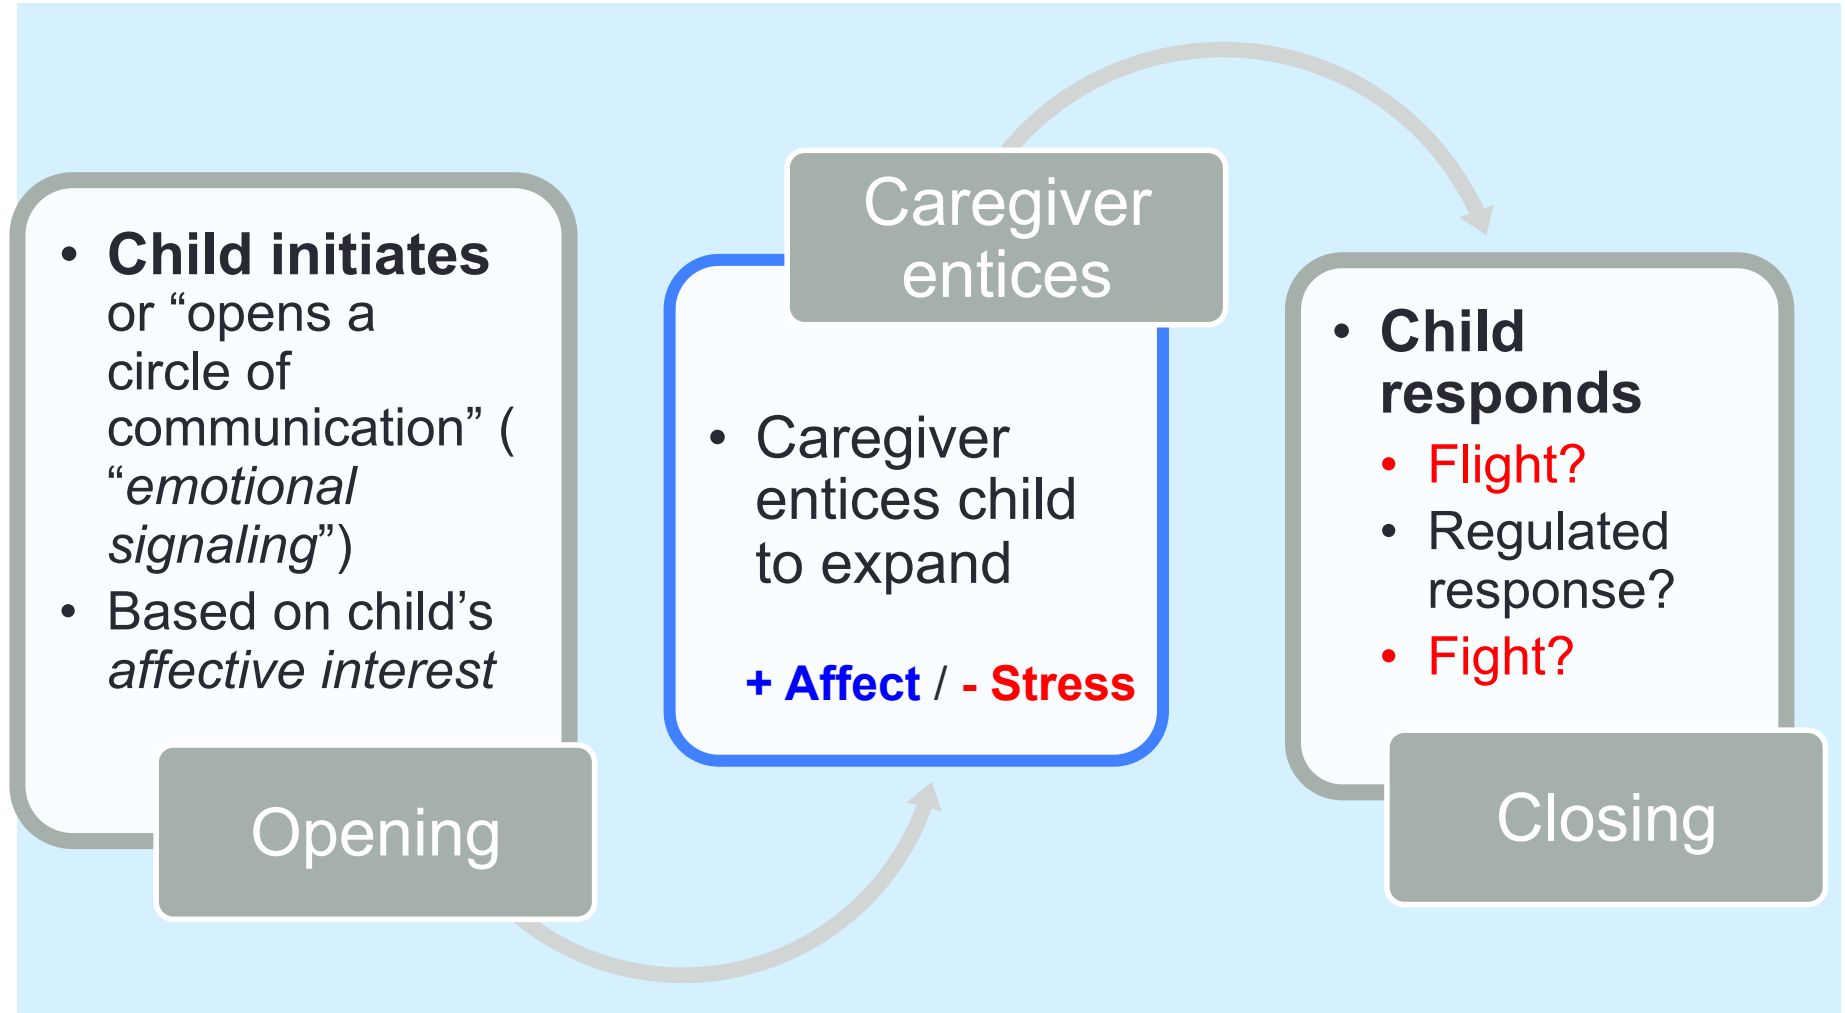 • Child initiates
or “opens a
circle of
communication” (
“emotional
signaling”)
• Based on child’s
affective interest
Opening
Caregiver
entices
• Caregiver
entices child
to expand
+ Affect / - Stress
• Child
responds
• Flight?
• Regulated
response?
• Fight?
Closing